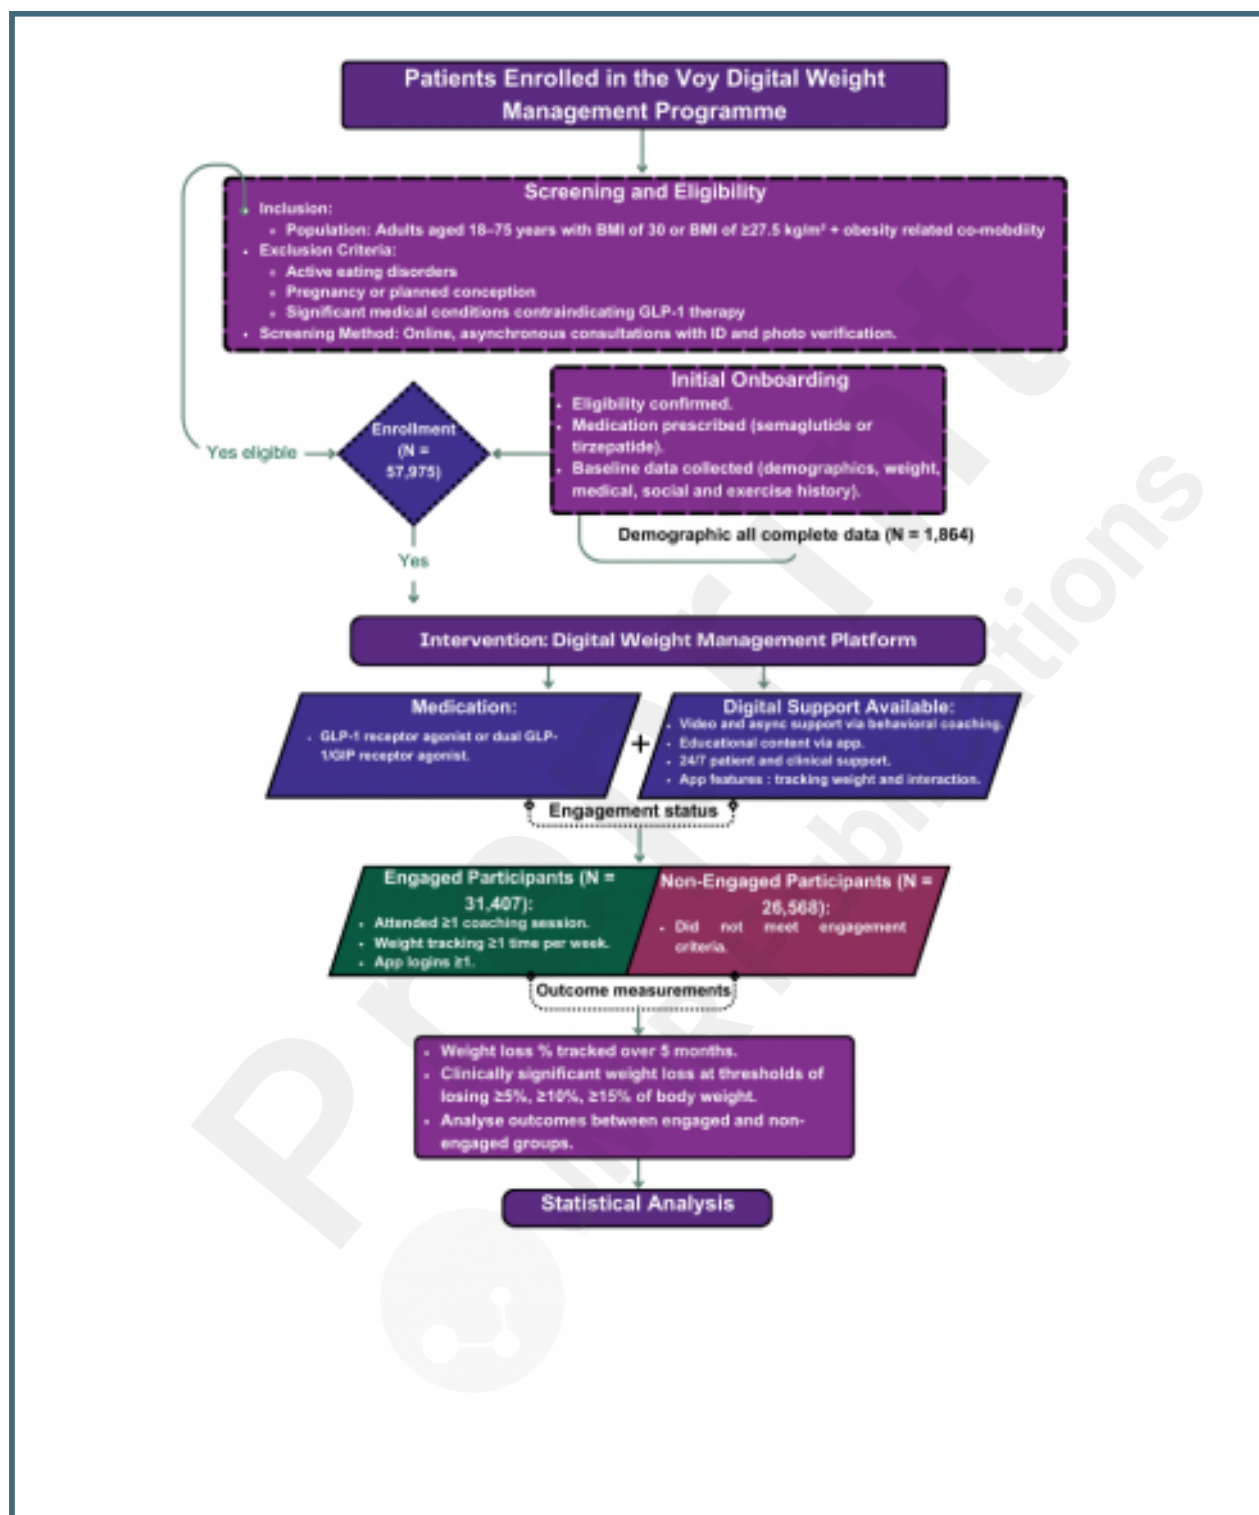 Patients Enrolled in the Voy Digital Weight
Management Programme
Screening and Eligibility
• Inclusion:
• Population: Adults aged 18–75 years with BMI of 30 or BMI of ≥27.5 kg/m² + obesity related co-mobdiity
• Exclusion Criteria:
• Active eating disorders
• Pregnancy or planned conception
• Significant medical conditions contraindicating GLP-1 therapy
• Screening Method: Online, asynchronous consultations with ID and photo verification.
Initial Onboarding
• Eligibility confirmed.
• Medication prescribed (semaglutide or
tirzepatide).
• Baseline data collected (demographics, weight,
medical, social and exercise history).
Enrollment
(N =
57,975)
Yes eligible
Demographic all complete data (N = 1,864)
Yes
Intervention: Digital Weight Management Platform
Medication:
• GLP-1 receptor agonist or dual GLP-
1/GIP receptor agonist.
+
Digital Support Available:
• Video and async support via behavioral coaching.
• Educational content via app.
• 24/7 patient and clinical support.
• App features : tracking weight and interaction.
Engagement status
Engaged Participants (N =
31,407):
• Attended ≥1 coaching session.
• Weight tracking ≥1 time per week.
• App logins ≥1.
Non-Engaged Participants (N =
26,568):
• Did not meet engagement
criteria.
Outcome measurements
• Weight loss % tracked over 5 months.
• Clinically significant weight loss at thresholds of
losing ≥5%, ≥10%, ≥15% of body weight.
• Analyse outcomes between engaged and non-
engaged groups.
Statistical Analysis
Preprint
JMIR Publications